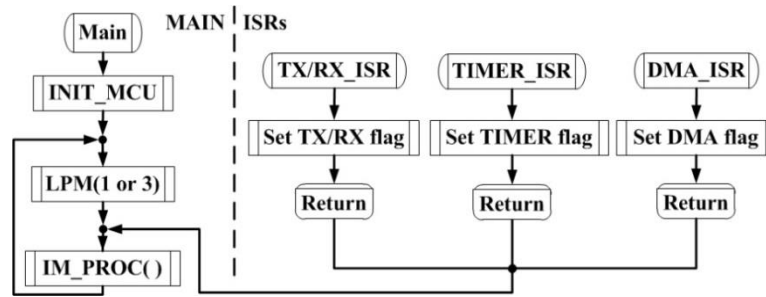 MAIN
ISRs
Main
INIT_MCU
LPM(1 or 3)
IM_PROC( )
TX/RX_ISR
Set TX/RX flag
Return
TIMER_ISR
Set TIMER flag
Return
DMA_ISR
Set DMA flag
Return